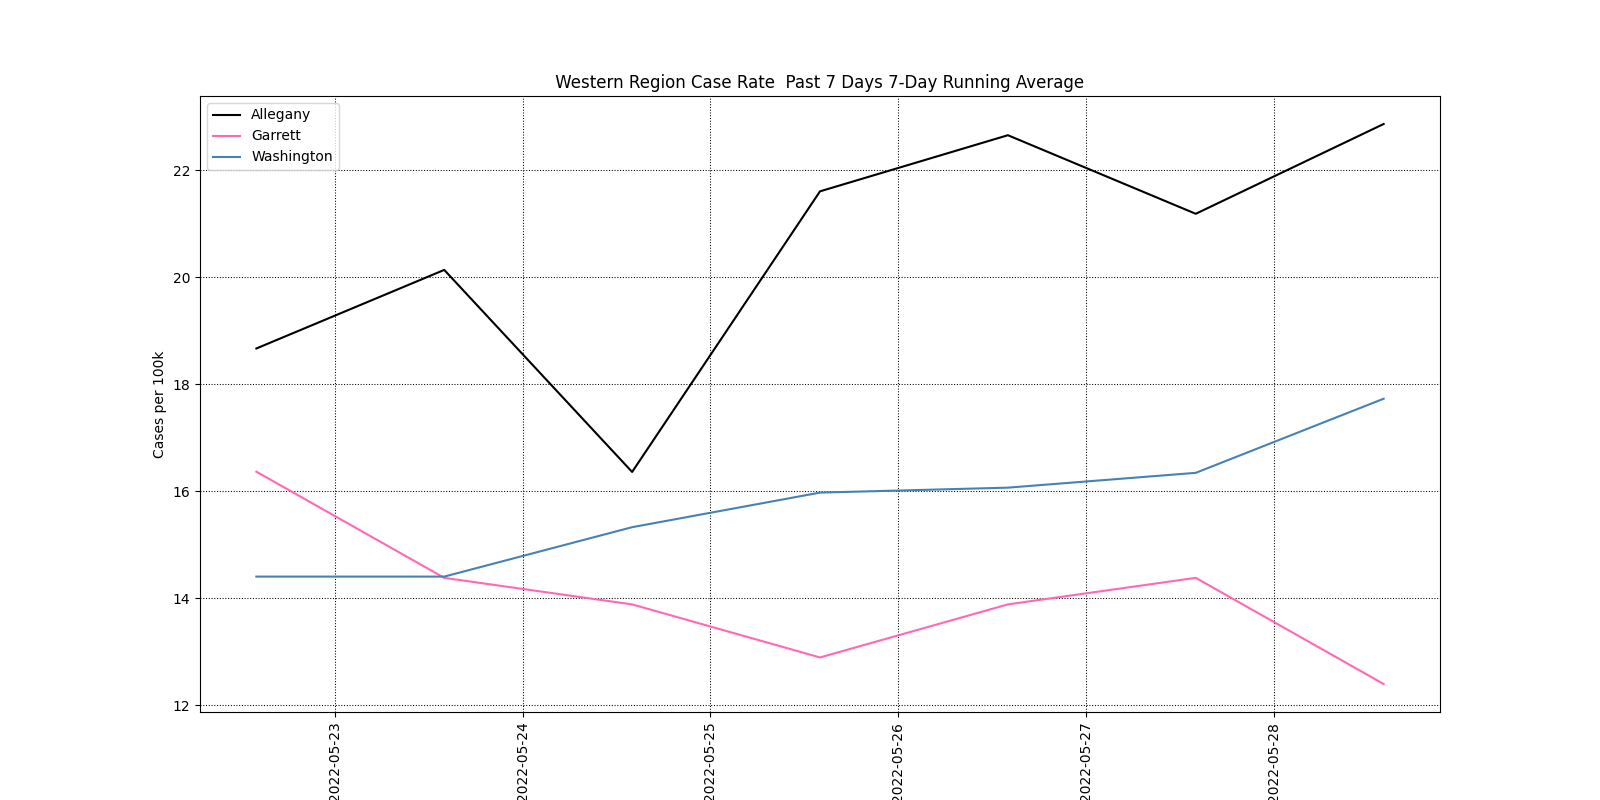 Western Region Case Rate  Past 7 Days 7-Day Running Average
Allegany
Garrett
Washington
Cases per 100k
22
20
18
16
14
12
2022-05-23
2022-05-24
2022-05-25
2022-05-26
2022-05-27
2022-05-28